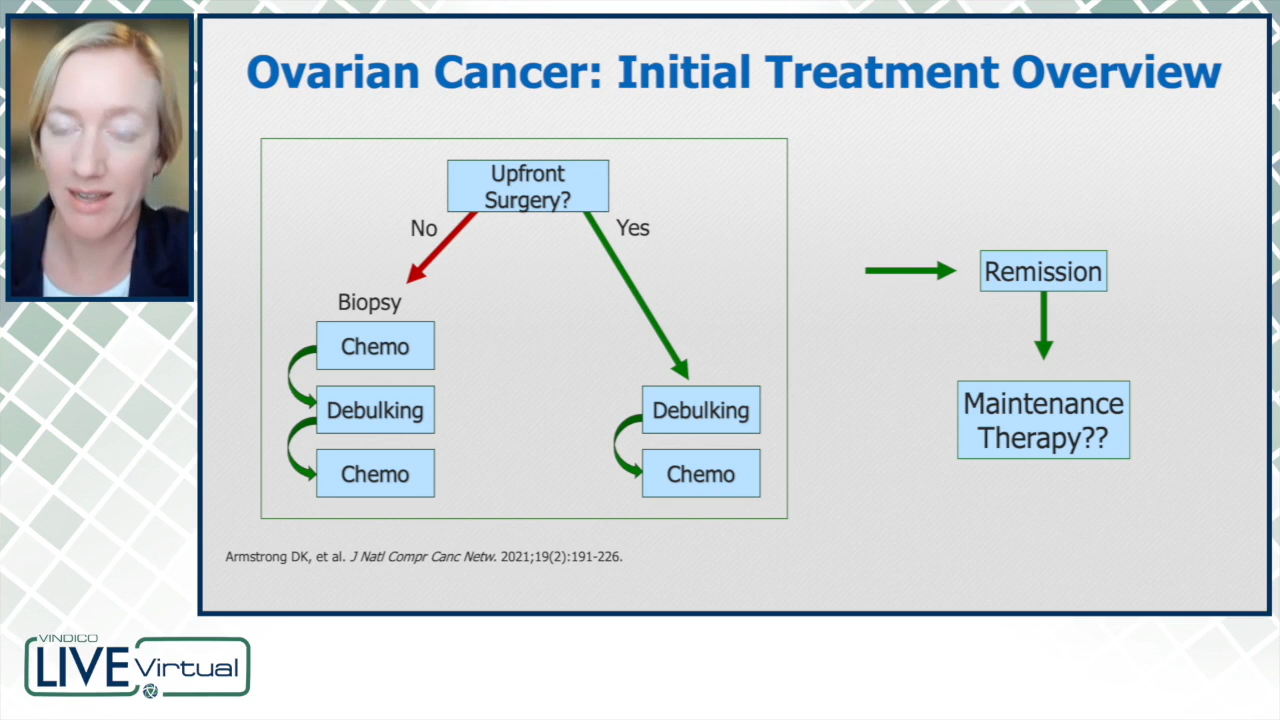 Ovarian Cancer: Initial Treatment Overview
Upfront
Surgery?
No
Yes
Biopsy
Chemo
Debulking
Chemo
Debulking
Chemo
Remission
Maintenance
Therapy??
Armstrong DK, et al. J Natl Compr Canc Netw. 2021;19(2):191-226.
VINDICO
LIVE Virtual